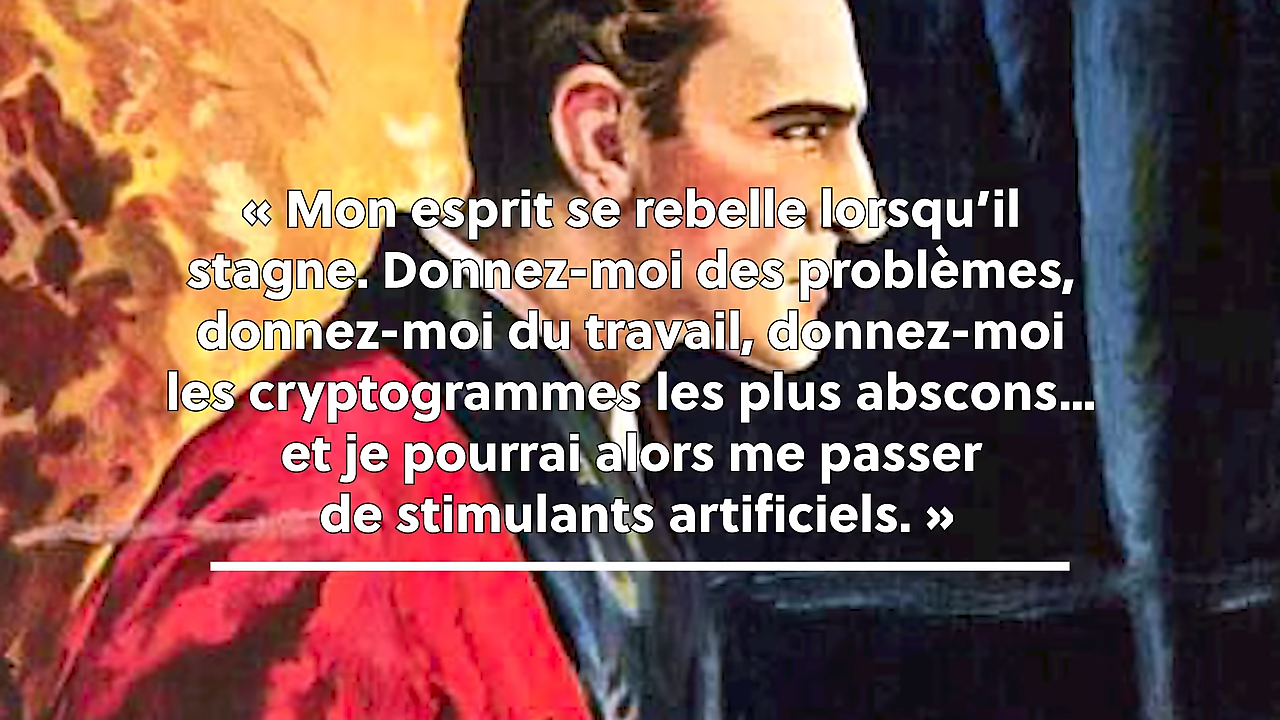 « Mon esprit se rebelle lorsqu’il
stagne. Donnez-moi des problèmes,
donnez-moi du travail, donnez-moi
les cryptogrammes les plus abscons...
et je pourrai alors me passer
de stimulants artificiels. »